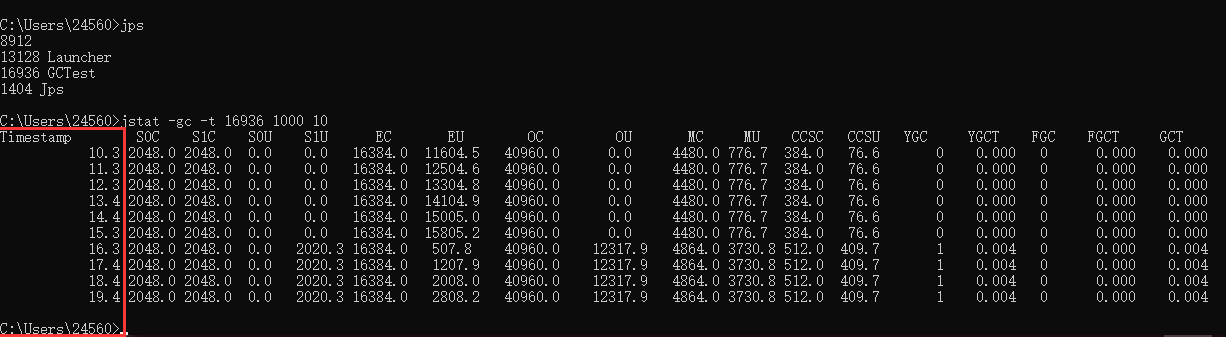 C:\Users\24560>jps
8912
13128 Launcher
16936 GCTest
1404 Jps
C:\Users\24560>jstat -gc -t 16936 1000 10
Timestamp S0C S1C S0U S1U EC EU OC OU MC MU CCSC CCSU YGC YGCT FGC FGCT GCT
10.3 2048.0 2048.0 0.0 0.0 16384.0 11604.5 40960.0 0.0 4480.0 776.7 384.0 76.6 0 0.000 0 0.000 0.000
11.3 2048.0 2048.0 0.0 0.0 16384.0 12504.6 40960.0 0.0 4480.0 776.7 384.0 76.6 0 0.000 0 0.000 0.000
12.3 2048.0 2048.0 0.0 0.0 16384.0 13304.8 40960.0 0.0 4480.0 776.7 384.0 76.6 0 0.000 0 0.000 0.000
13.4 2048.0 2048.0 0.0 0.0 16384.0 14104.9 40960.0 0.0 4480.0 776.7 384.0 76.6 0 0.000 0 0.000 0.000
14.4 2048.0 2048.0 0.0 0.0 16384.0 15005.0 40960.0 0.0 4480.0 776.7 384.0 76.6 0 0.000 0 0.000 0.000
15.3 2048.0 2048.0 0.0 0.0 16384.0 15805.2 40960.0 0.0 4480.0 776.7 384.0 76.6 0 0.000 0 0.000 0.000
16.3 2048.0 2048.0 0.0 2020.3 16384.0 507.8 40960.0 12317.9 4864.0 3730.8 512.0 409.7 1 0.004 0 0.000 0.004
17.4 2048.0 2048.0 0.0 2020.3 16384.0 1207.9 40960.0 12317.9 4864.0 3730.8 512.0 409.7 1 0.004 0 0.000 0.004
18.4 2048.0 2048.0 0.0 2020.3 16384.0 2008.0 40960.0 12317.9 4864.0 3730.8 512.0 409.7 1 0.004 0 0.000 0.004
19.4 2048.0 2048.0 0.0 2020.3 16384.0 2808.2 40960.0 12317.9 4864.0 3730.8 512.0 409.7 1 0.004 0 0.000 0.004
C:\Users\24560>